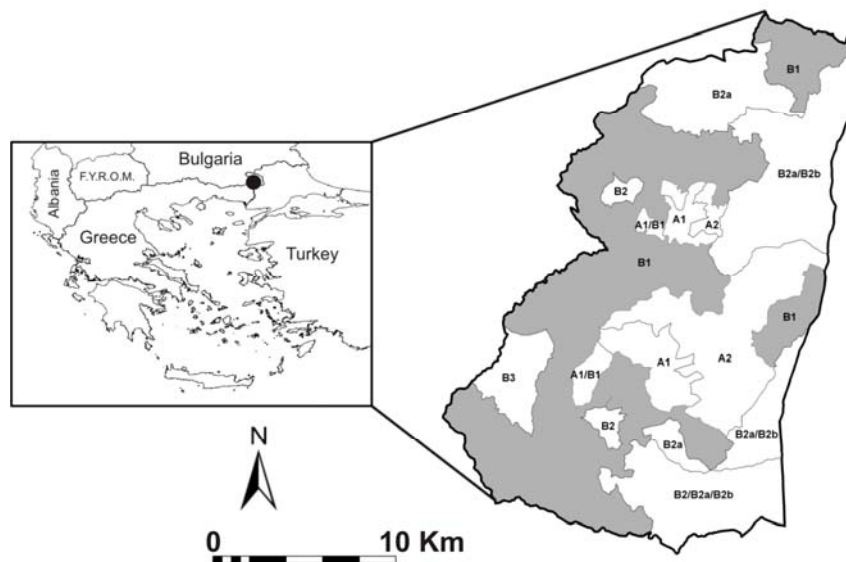 B1
B2a
Bulgaria
F.Y.R.O.M.
Albania
Greece
Turkey
B2a/B2b
B2
A1/B1
A1
A2
B1
B1
B3
A1/B1
A1
A2
B2
B2a
B2a/B2b
B2/B2a/B2b
N
0 10 Km